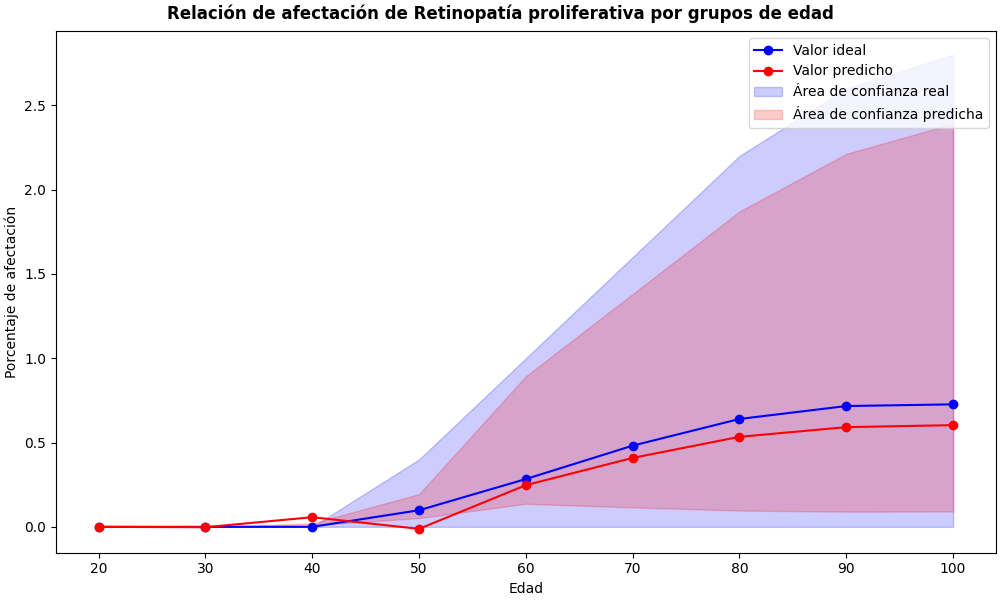 Relación de afectación de Retinopatía proliferativa por grupos de edad
Valor ideal
Valor predicho
Área de confianza real
Área de confianza predicha
Porcentaje de afectación
2.5
2.0
1.5
1.0
0.5
0.0
20 30 40 50 60 70 80 90 100
Edad